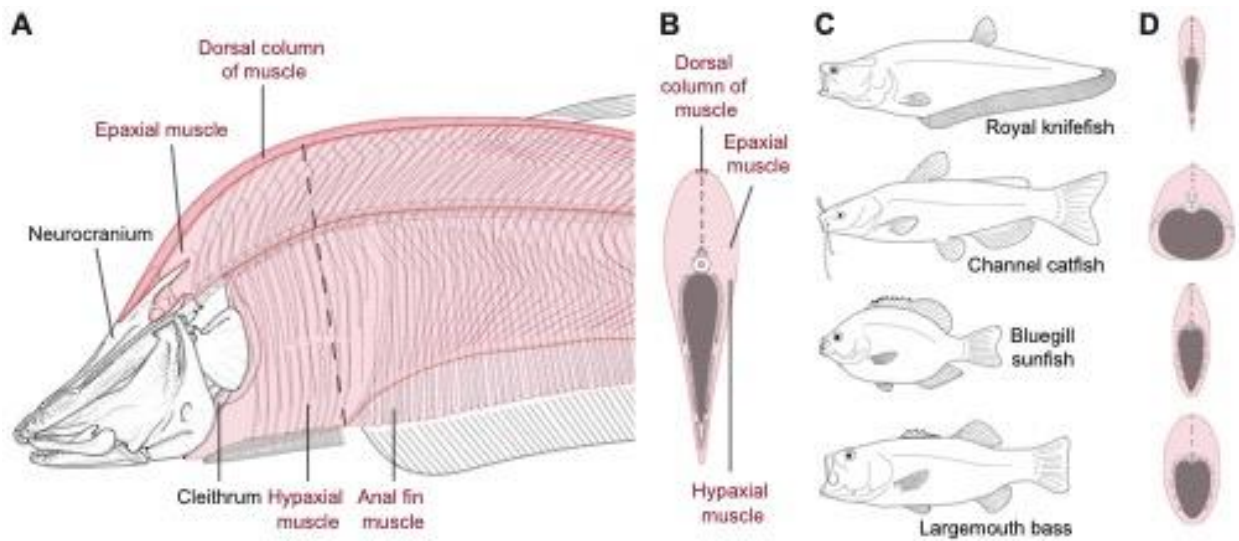 A
Dorsal column
of muscle
Epaxial muscle
Neurocranium
Cleithrum
Hypaxial
muscle
Anal fin
muscle
B
Dorsal
column of
muscle
Epaxial
muscle
Hypaxial
muscle
C
Royal knifefish
Channel catfish
Bluegill
sunfish
Largemouth bass
D